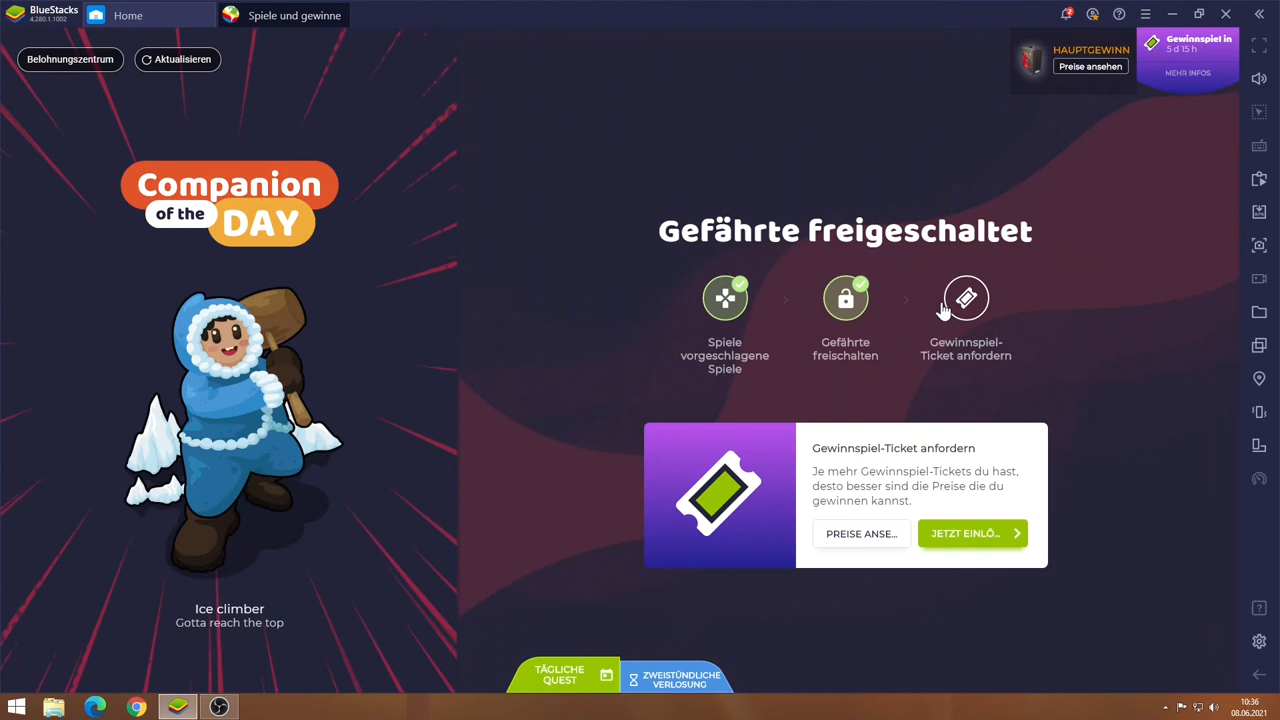 BlueStacks
4.280.1.1002
Home
Spiele und gewinne
2
Belohnungszentrum
Aktualisieren
HAUPTGEWINN
Preise ansehen
Gewinnspiel in
5 d 15 h
MEHR INFOS
Companion
of the DAY
Ice climber
Gotta reach the top
Gefährte freigeschaltet
Spiele
vorgeschlagene
Spiele
Gefährte
freischalten
Gewinnspiel-
Ticket anfordern
Gewinnspiel-Ticket anfordern
Je mehr Gewinnspiel-Tickets du hast,
desto besser sind die Preise die du
gewinnen kannst.
PREISE ANSE...
JETZT EINLÖ...
TÄGLICHE
QUEST
ZWEISTÜNDLICHE
VERLOSUNG
10:36
08.06.2021